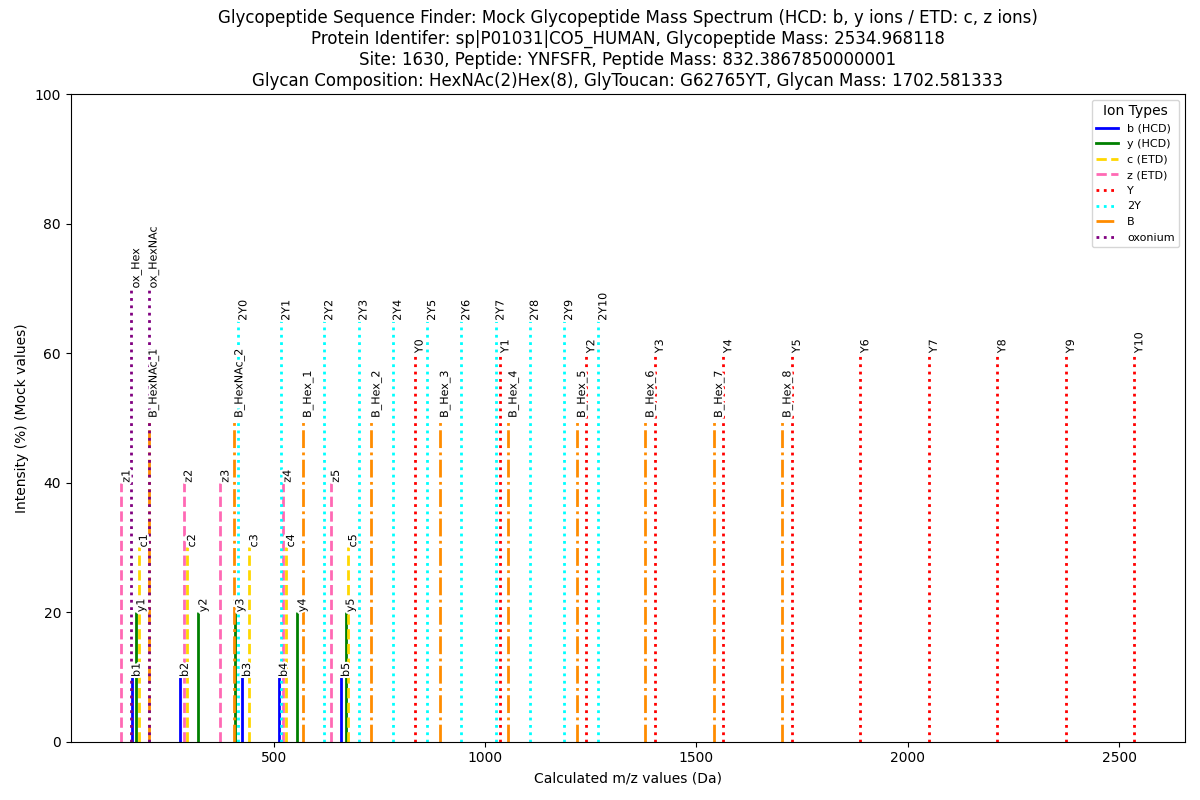 Glycopeptide Sequence Finder: Mock Glycopeptide Mass Spectrum (HCD: b, y ions / ETD: c, z ions)
Protein Identifer: sp|P01031|CO5_HUMAN, Glycopeptide Mass: 2534.968118
Site: 1630, Peptide: YNFSFR, Peptide Mass: 832.3867850000001
Glycan Composition: HexNAc(2)Hex(8), GlyToucan: G62765YT, Glycan Mass: 1702.581333
Intensity (%) (Mock values)
100
80
60
40
20
0
Ion Types
b (HCD)
y (HCD)
c (ETD)
z (ETD)
Y
2Y
B
oxonium
ox_Hex
ox_HexNAc
2Y0
2Y1
2Y2
2Y3
2Y4
2Y5
2Y6
2Y7
2Y8
2Y9
2Y10
Y0
Y1
Y2
Y3
Y4
Y5
Y6
Y7
Y8
Y9
Y10
B_HexNAc_1
B_HexNAc_2
B_Hex_1
B_Hex_2
B_Hex_3
B_Hex_4
B_Hex_5
B_Hex_6
B_Hex_7
B_Hex_8
z1
z2
z3
z4
z5
c1
c2
c3
c4
c5
y1
y2
y3
y4
y5
b1
b2
b3
b4
b5
500
1000
1500
2000
2500
Calculated m/z values (Da)